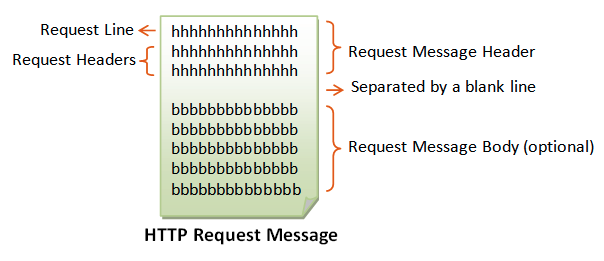 Request Line
hhhhhhhhhhhhhh
Request Headers
hhhhhhhhhhhhhh
hhhhhhhhhhhhhh
Request Message Header
Separated by a blank line
bbbbbbbbbbbbbb
bbbbbbbbbbbbbb
bbbbbbbbbbbbbb
bbbbbbbbbbbbbb
bbbbbbbbbbbbbb
Request Message Body (optional)
HTTP Request Message